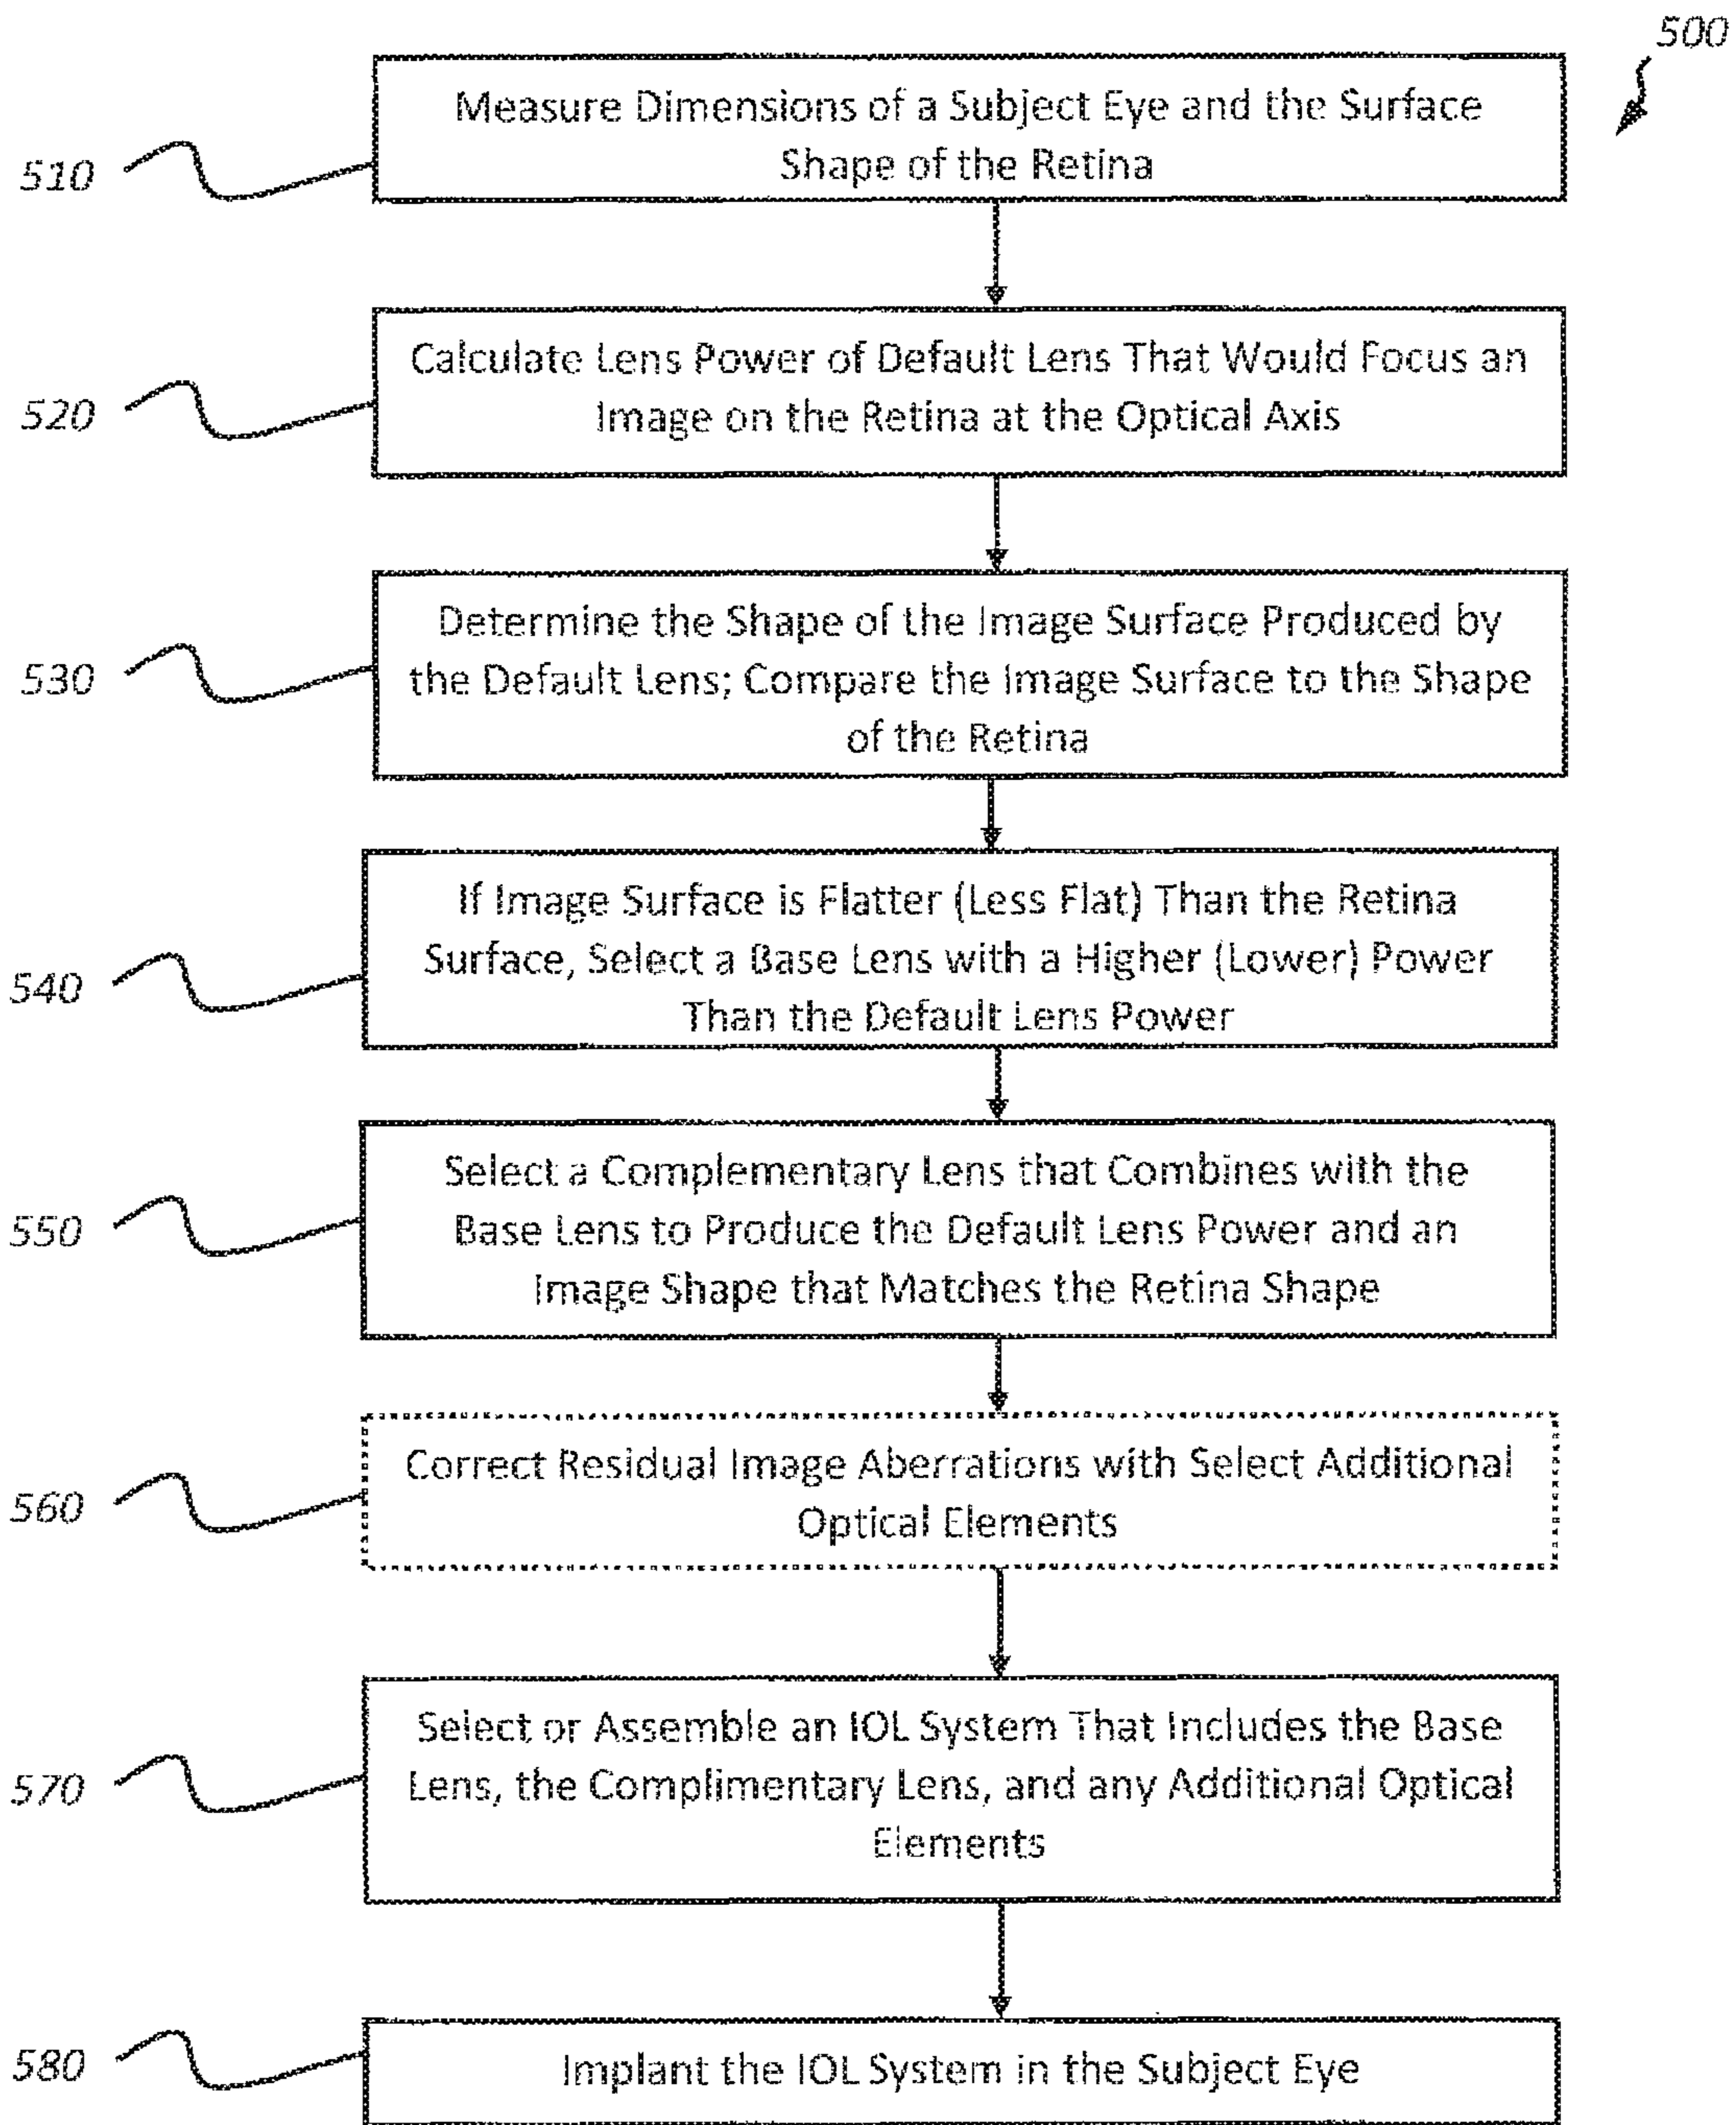 500
510
Measure Dimensions of a Subject Eye and the Surface
Shape of the Retina
520
Calculate Lens Power of Default Lens That Would Focus an
Image on the Retina at the Optical Axis
530
Determine the Shape of the Image Surface Produced by
the Default Lens; Compare the Image Surface to the Shape
of the Retina
540
If Image Surface is Flatter (Less Flat) Than the Retina
Surface, Select a Base Lens with a Higher (Lower) Power
Than the Default Lens Power
550
Select a Complementary Lens that Combines with the
Base Lens to Produce the Default Lens Power and an
Image Shape that Matches the Retina Shape
560
Correct Residual Image Aberrations with Select Additional
Optical Elements
570
Select or Assemble an IOL System That Includes the Base
Lens, the Complimentary Lens, and any Additional Optical
Elements
580
Implant the IOL System in the Subject Eye